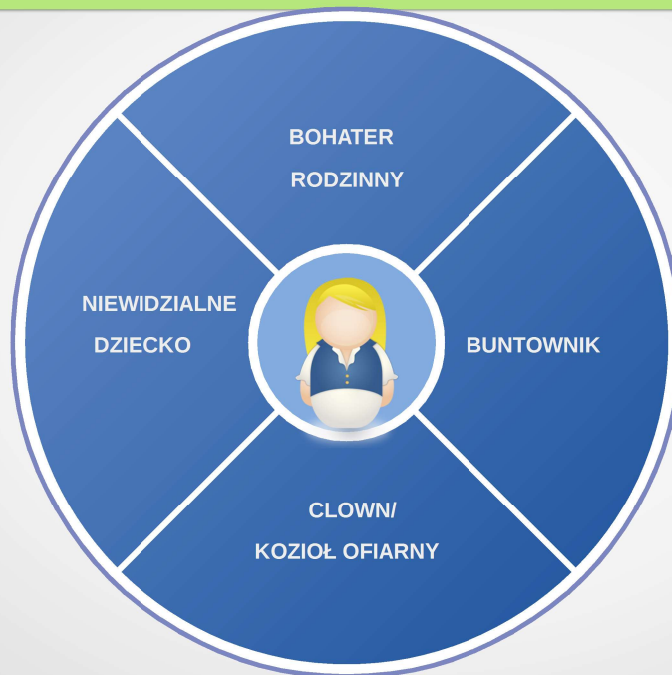 BOHATER
RODZINNY
NIEWIDZIALNE
DZIECKO
BUNTOWNIK
CLOWN/
KOZIOŁ OFIARNY